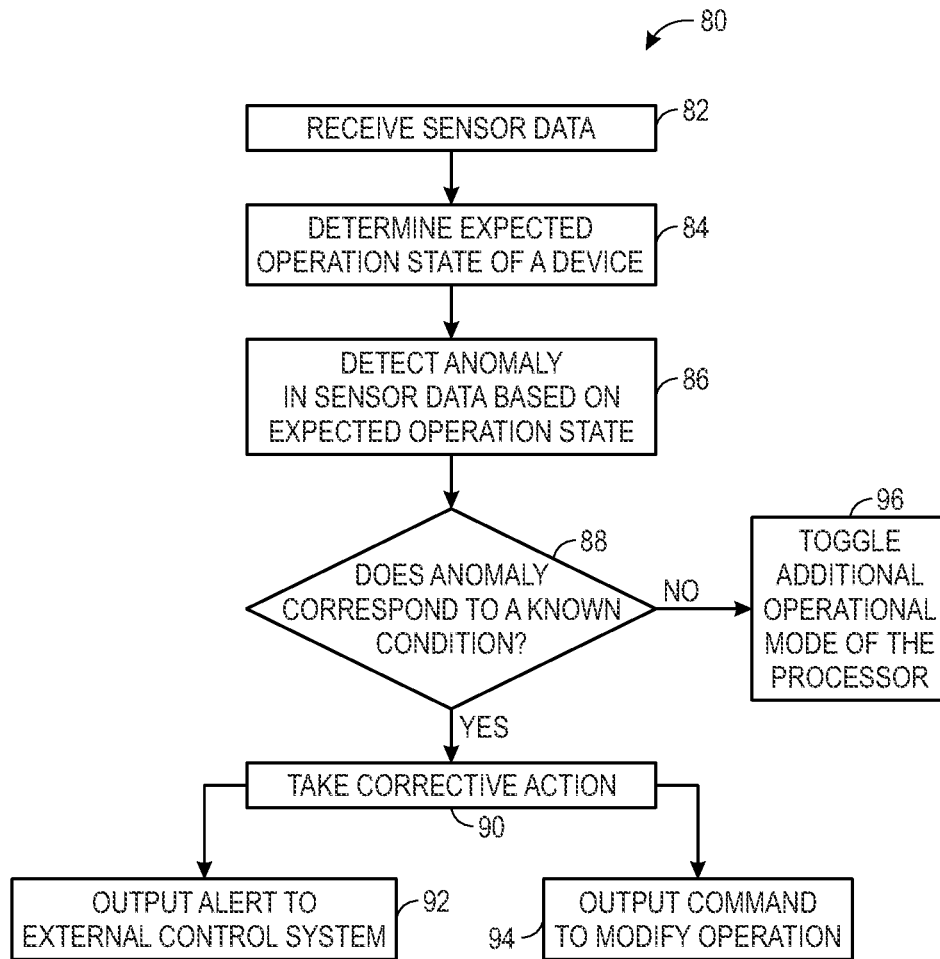 80
RECEIVE SENSOR DATA
82
DETERMINE EXPECTED
OPERATION STATE OF A DEVICE
84
DETECT ANOMALY
IN SENSOR DATA BASED ON
EXPECTED OPERATION STATE
86
88
DOES ANOMALY
CORRESPOND TO A KNOWN
CONDITION?
NO
96
TOGGLE
ADDITIONAL
OPERATIONAL
MODE OF THE
PROCESSOR
YES
TAKE CORRECTIVE ACTION
90
OUTPUT ALERT TO
EXTERNAL CONTROL SYSTEM
92
94
OUTPUT COMMAND
TO MODIFY OPERATION